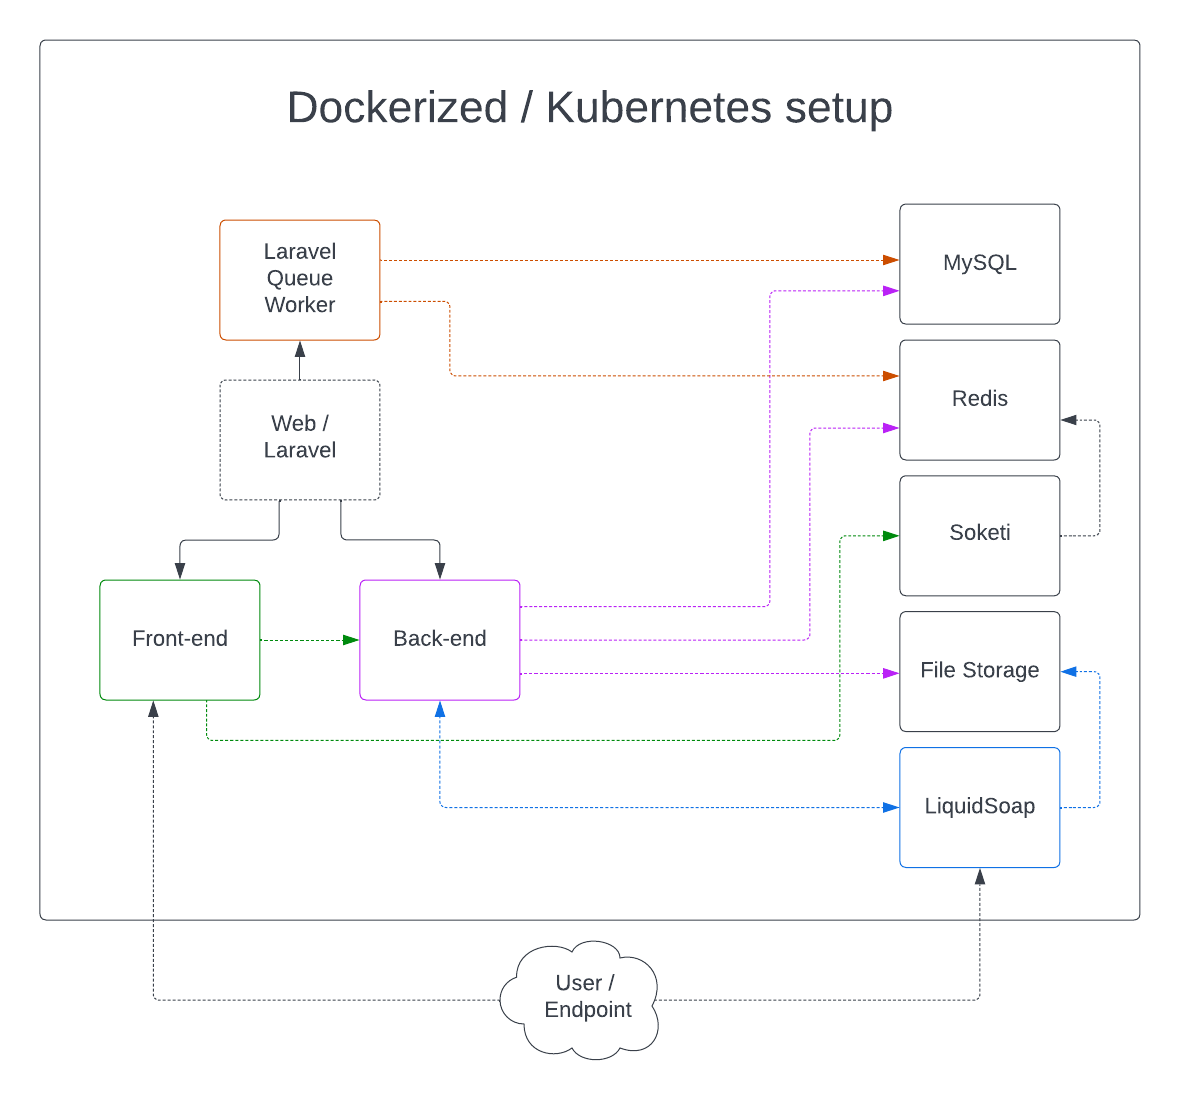 Dockerized / Kubernetes setup
Laravel
Queue
Worker
MySQL
Redis
Web /
Laravel
Soketi
Front-end
Back-end
File Storage
LiquidSoap
User /
Endpoint